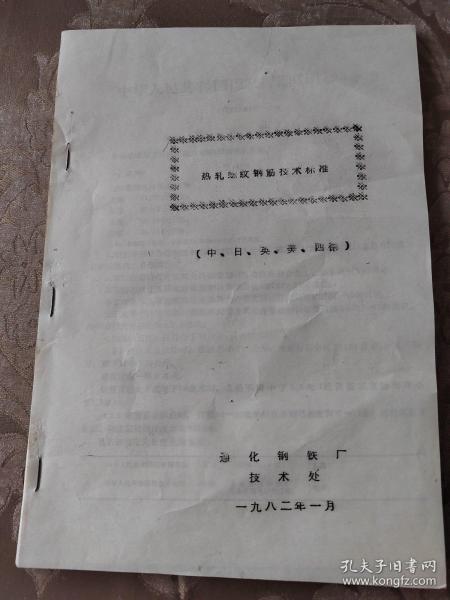 热轧螺纹钢筋技术标准
(中、日、英、美、四徍)
通化钢铁厂
技术处
一九八二年一月
孔夫子旧书网
www.kongfz.com